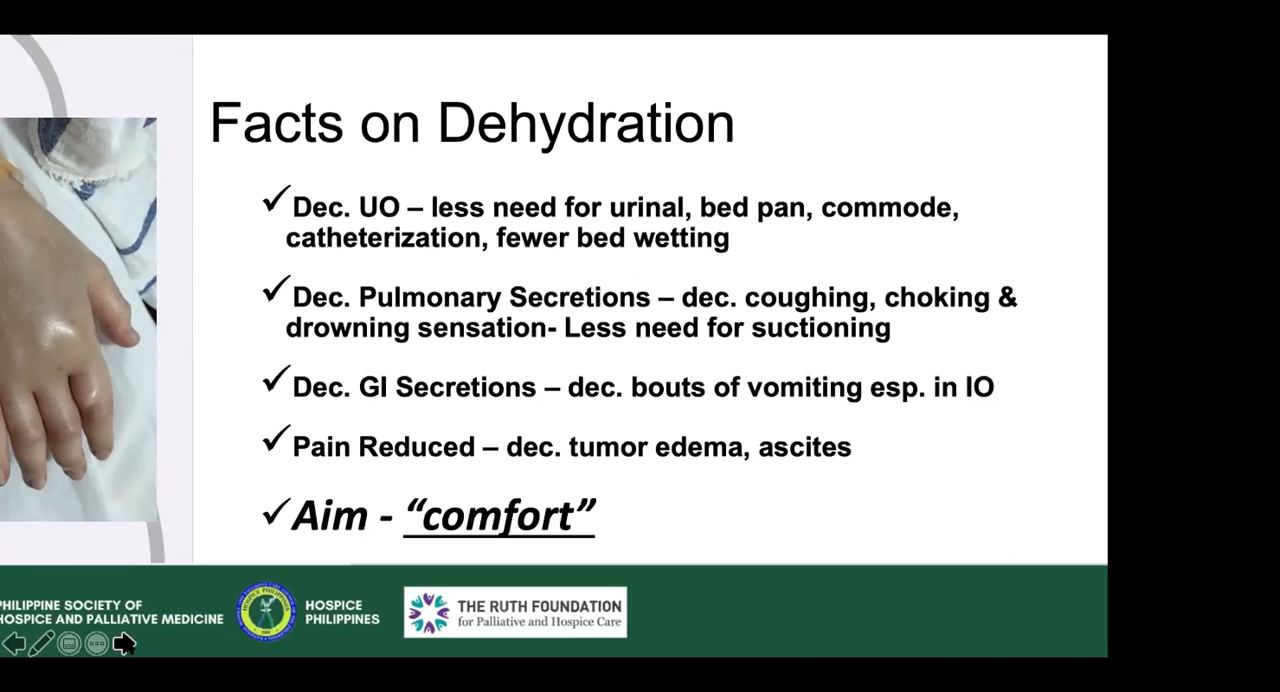 Facts on Dehydration
✓Dec. UO – less need for urinal, bed pan, commode,
catheterization, fewer bed wetting
✓Dec. Pulmonary Secretions – dec. coughing, choking &
drowning sensation- Less need for suctioning
✓Dec. GI Secretions – dec. bouts of vomiting esp. in IO
✓Pain Reduced – dec. tumor edema, ascites
✓Aim - “comfort”
PHILIPPINE SOCIETY OF
HOSPICE AND PALLIATIVE MEDICINE
HOSPICE
PHILIPPINES
THE RUTH FOUNDATION
for Palliative and Hospice Care